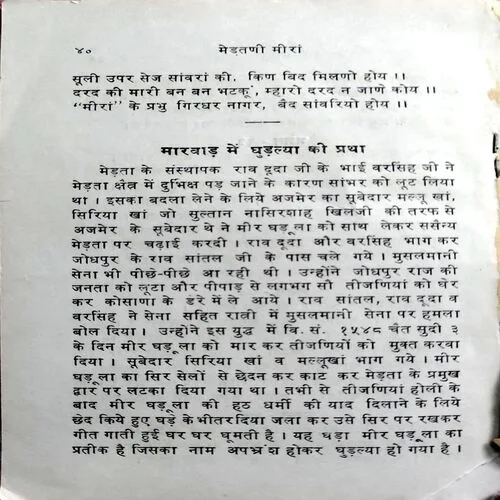 ४० मेड़तणी मीरां
सूली उपर सेज सांवरां की, किण विद मिलणो होय ।।
दरद की मारी बन बन भटकू, म्हारो दरद न जाणे कोय ।।
“मीरां” के प्रभु गिरधर नागर, बैद सांवरियो होय ।।
मारवाड़ में घुड़ल्या की प्रथा
मेड़ता के संस्थापक राव दूदा जी के भाई वरसिंह जी ने
मेड़ता क्षेत्र में दुभिक्ष पड़ जाने के कारण सांभर को लूट लिया
था । इसका बदला लेने के लिये अजमेर का सूबेदार मल्लू खां,
सिरिया खां जो सुल्तान नासिरशाह खिलजी की तरफ से
अजमेर के सूबेदार थे ने मीर घड़ूला को साथ लेकर ससैन्य
मेड़ता पर चढ़ाई करदी । राव दूदा और वरसिंह भाग कर
जोधपुर के राव सांतल जी के पास चले गये । मुसलमानी
सेना भी पीछे-पीछे आ रही थी । उन्होंने जोधपुर राज की
जनता को लूटा और पीपाड़ से लगभग सौ तीजणियां को घेर
कर कोसाणा के डेरे में ले आये । राव सांतल, राव दूदा व
वरसिंह ने सेना सहित रात्री में मुसलमानी सेना पर हमला
बोल दिया । उन्होंने इस युद्ध में वि. सं. १५४८ चैत सुदी ३
के दिन मीर घड़ूला को मार कर तीजणियों को मुक्त करवा
दिया । सूबेदार सिरिया खां व मल्लूखां भाग गये । मीर
घड़ूला का सिर सेलों से छेदन कर काट कर मेड़ता के प्रमुख
द्वार पर लटका दिया गया था । तभी से तीजणियां होली के
बाद मीर घड़ूला की हठ धर्मी की याद दिलाने के लिये
छेद किये हुए घड़े के भीतरदिया जला कर उसे सिर पर रखकर
गीत गाती हुई घर घर घूमती है । यह घड़ा मीर घड़ूला का
प्रतीक है जिसका नाम अपभ्रंश होकर घुड़ल्या हो गया है ।